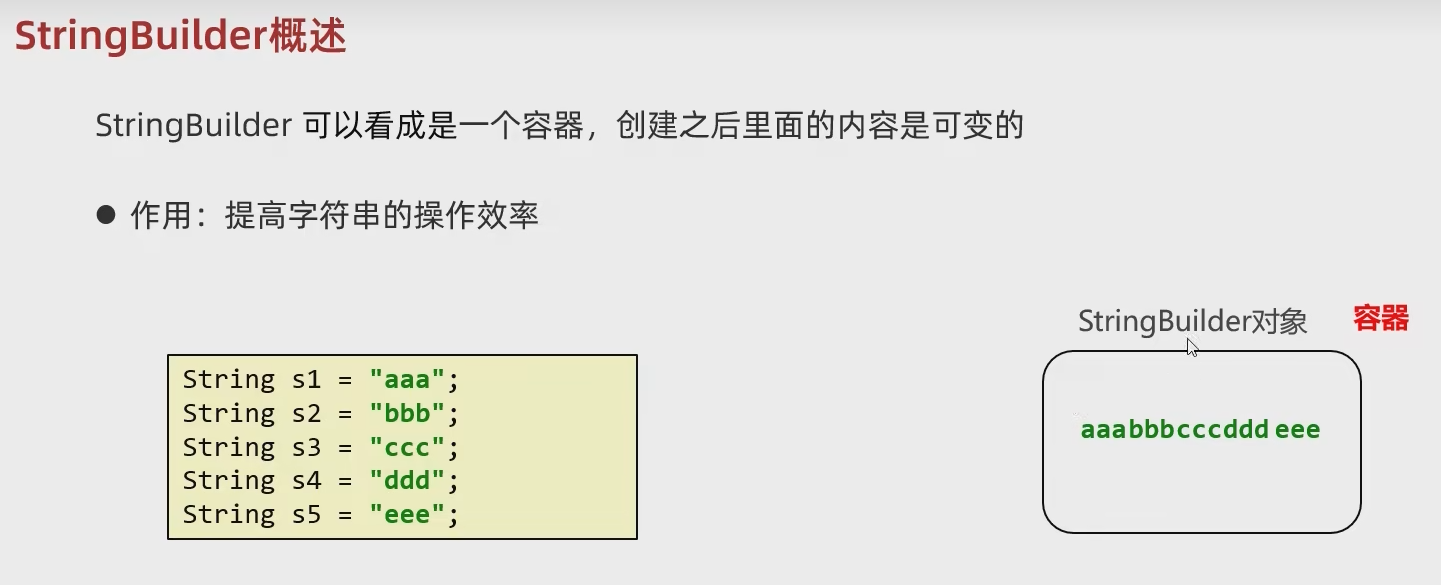 StringBuilder概述
StringBuilder 可以看成是一个容器，创建之后里面的内容是可变的
● 作用：提高字符串的操作效率
StringBuilder对象 容器
String s1 = "aaa";
String s2 = "bbb";
String s3 = "ccc";
String s4 = "ddd";
String s5 = "eee";
aaabbbcccddd eee